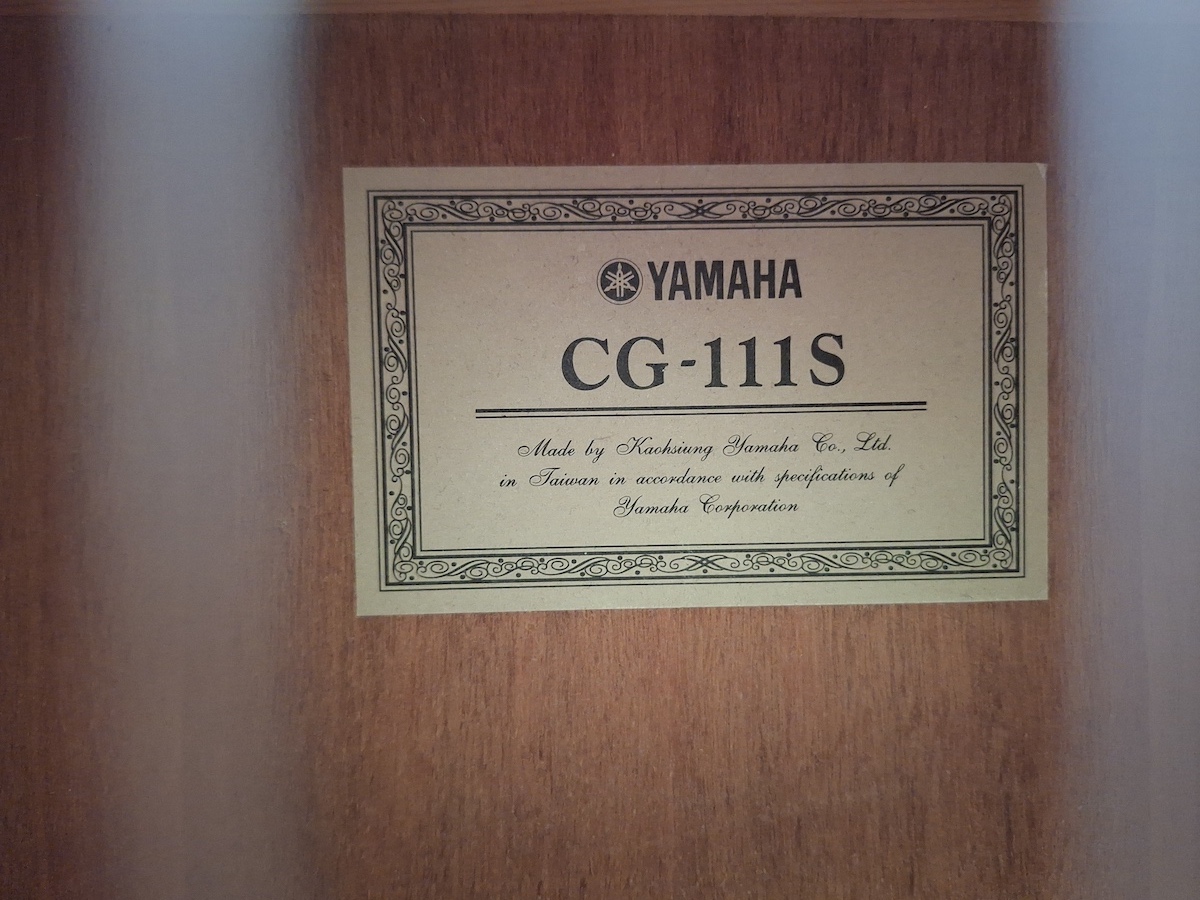 YAMAHA
CG-111S
Made by Kaohsiung Yamaha Co., Ltd.
in Taiwan in accordance with specifications of
Yamaha Corporation